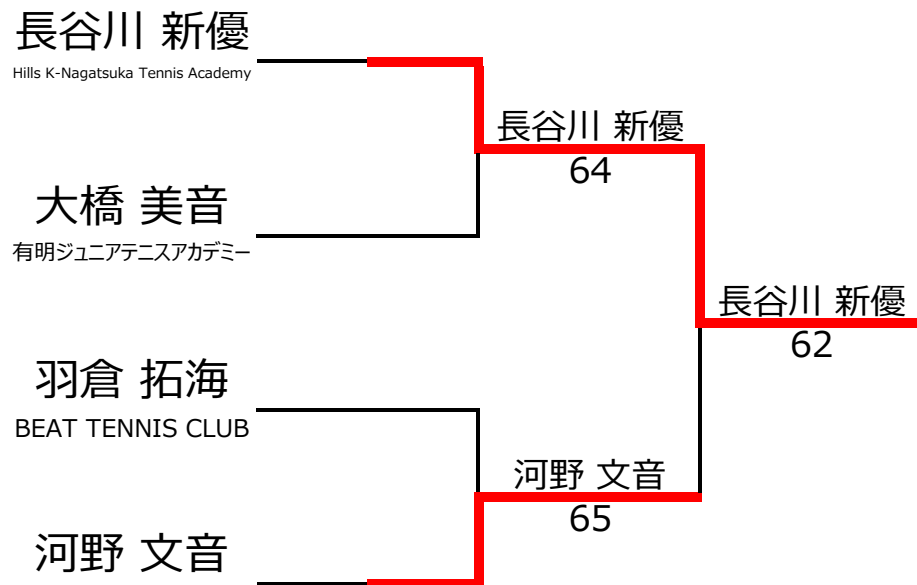 長谷川 新優
Hills K-Nagatsuka Tennis Academy
長谷川 新優
64
大橋 美音
有明ジュニアテニスアカデミー
長谷川 新優
62
羽倉 拓海
BEAT TENNIS CLUB
河野 文音
65
河野 文音